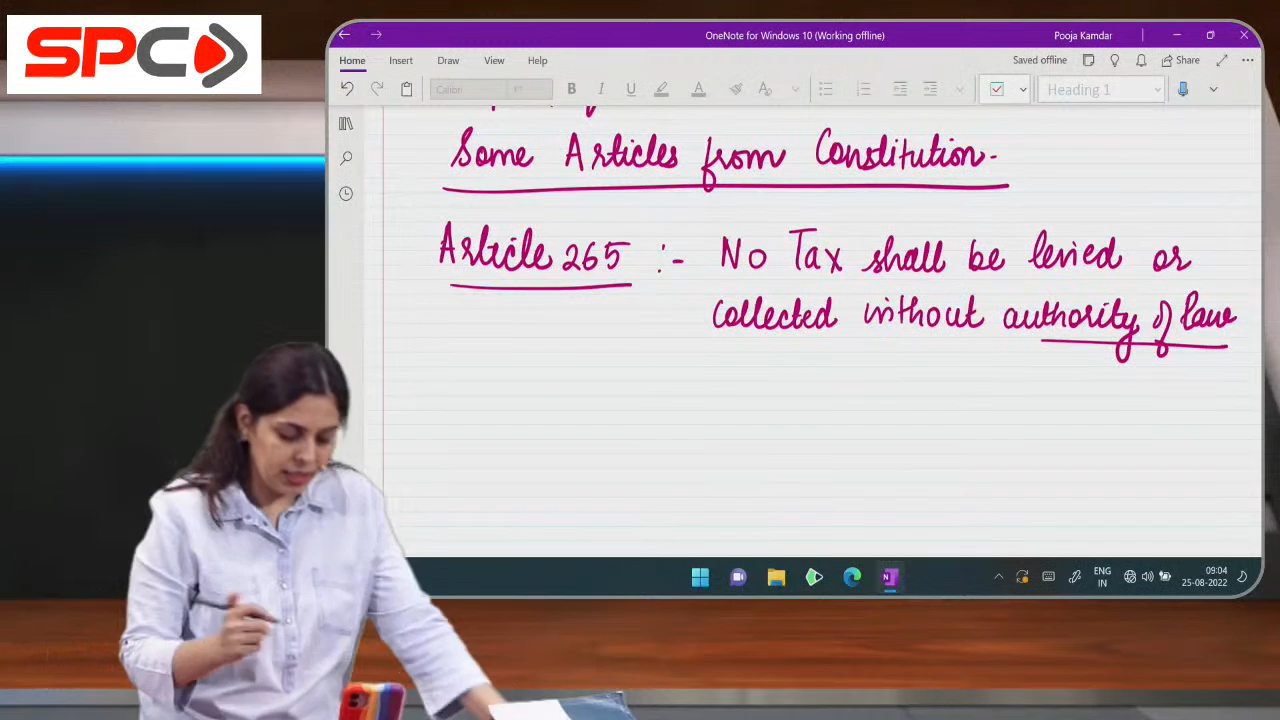 SPC
OneNote for Windows 10 (Working offline)
Pooja Kamdar
Home Insert Draw View Help
Saved offline
Share
B I U A
Heading 1
Some Articles from Constitution.
Article 265 :- No Tax shall be levied or
collected without authority of law
ENG
IN
09:04
25-08-2022